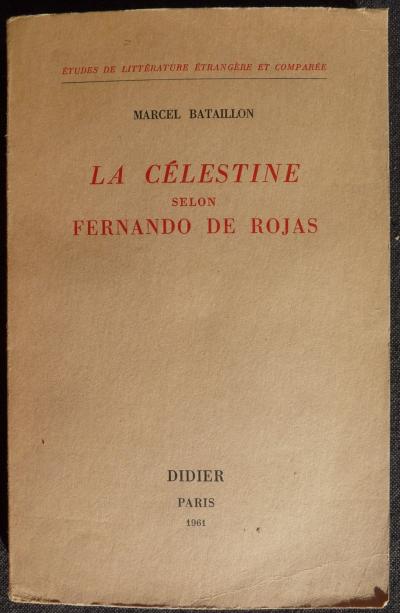 ÉTUDES DE LITTÉRATURE ÉTRANGÈRE ET COMPARÉE
MARCEL BATAILLON
LA CÉLESTINE
SELON
FERNANDO DE ROJAS
DIDIER
PARIS
1961